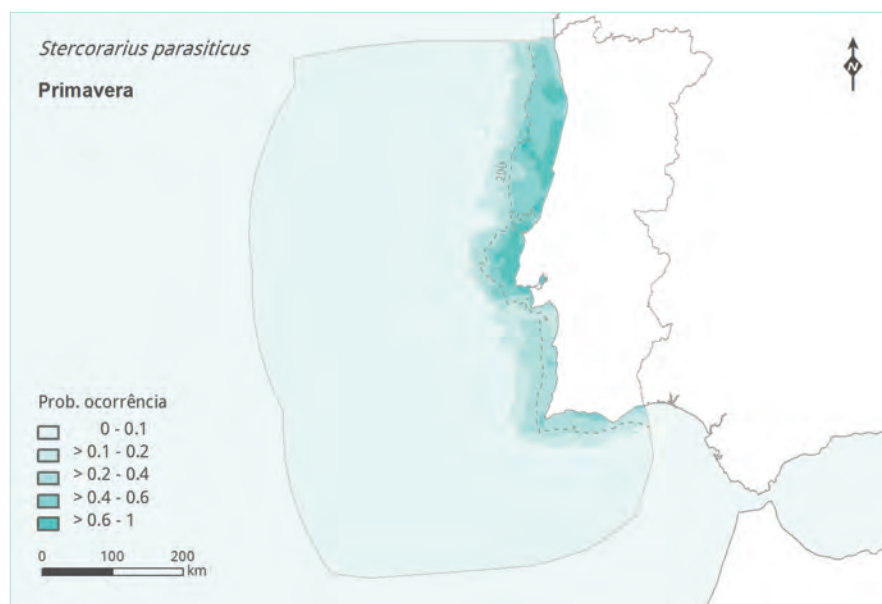 Stercorarius parasiticus
Primavera
N
200
Prob. ocorrência
0 - 0.1
> 0.1 - 0.2
> 0.2 - 0.4
> 0.4 - 0.6
> 0.6 - 1
0 100 200
km